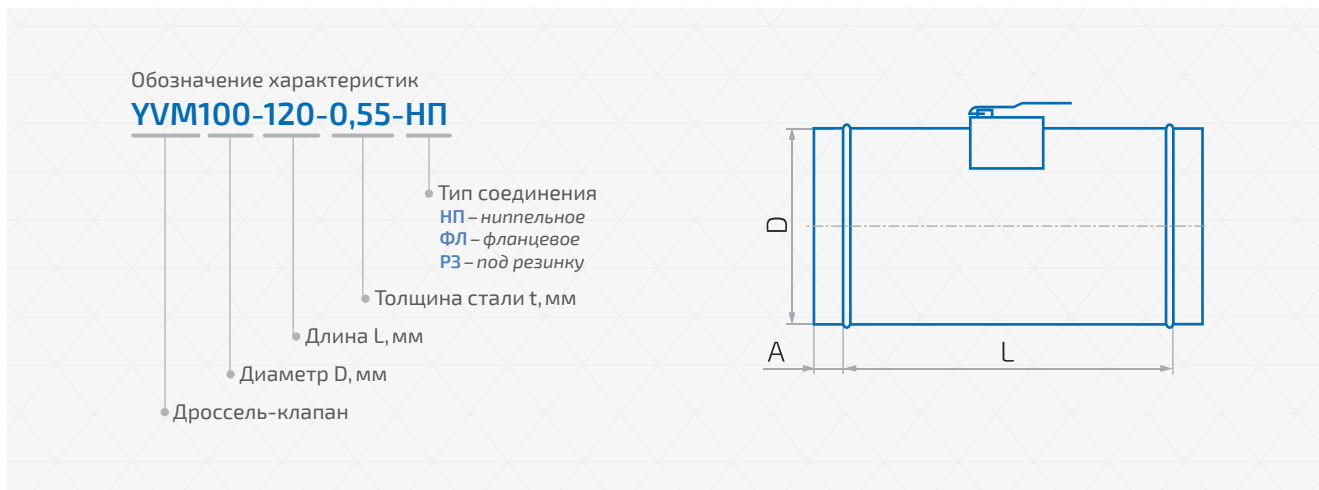 Обозначение характеристик
YVM100-120-0,55-НП
Тип соединения
НП – ниппельное
ФЛ – фланцевое
РЗ – под резинку
Толщина стали t, мм
Длина L, мм
Диаметр D, мм
Дроссель-клапан
D
A
L